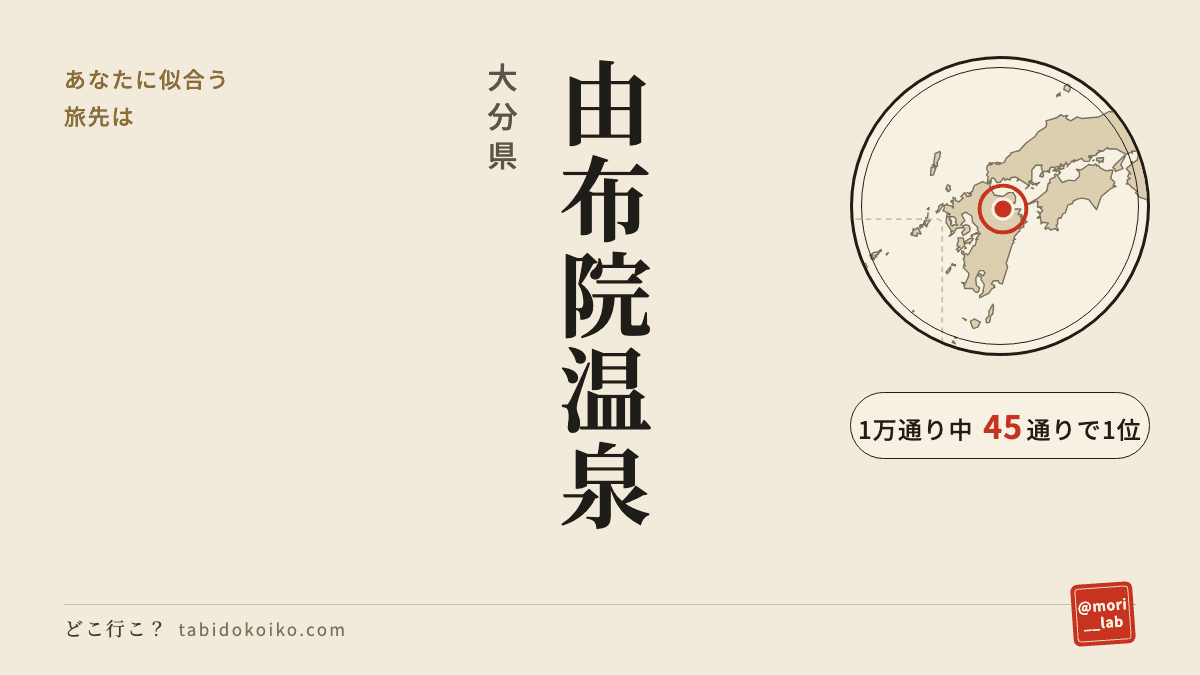 あなたに似合う
旅先は
由布院温泉
大分県
1万通り中 45通りで1位
どこ行こ？ tabidokoiko.com
@mori
__lab